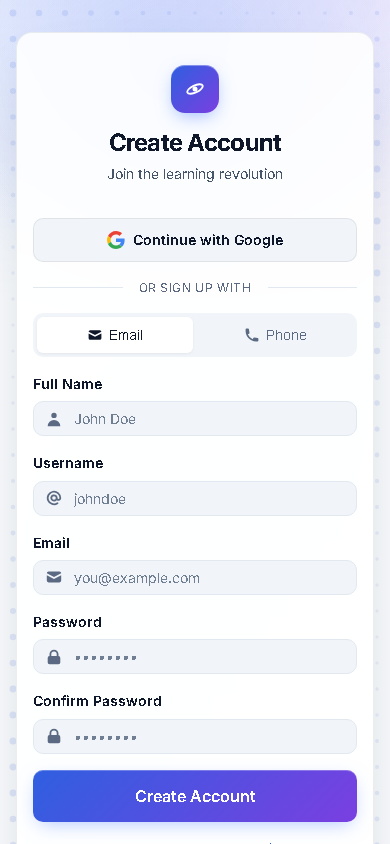 Create Account
Join the learning revolution
Continue with Google
OR SIGN UP WITH
Email
Phone
Full Name
John Doe
Username
johndoe
Email
you@example.com
Password
••••••••
Confirm Password
••••••••
Create Account